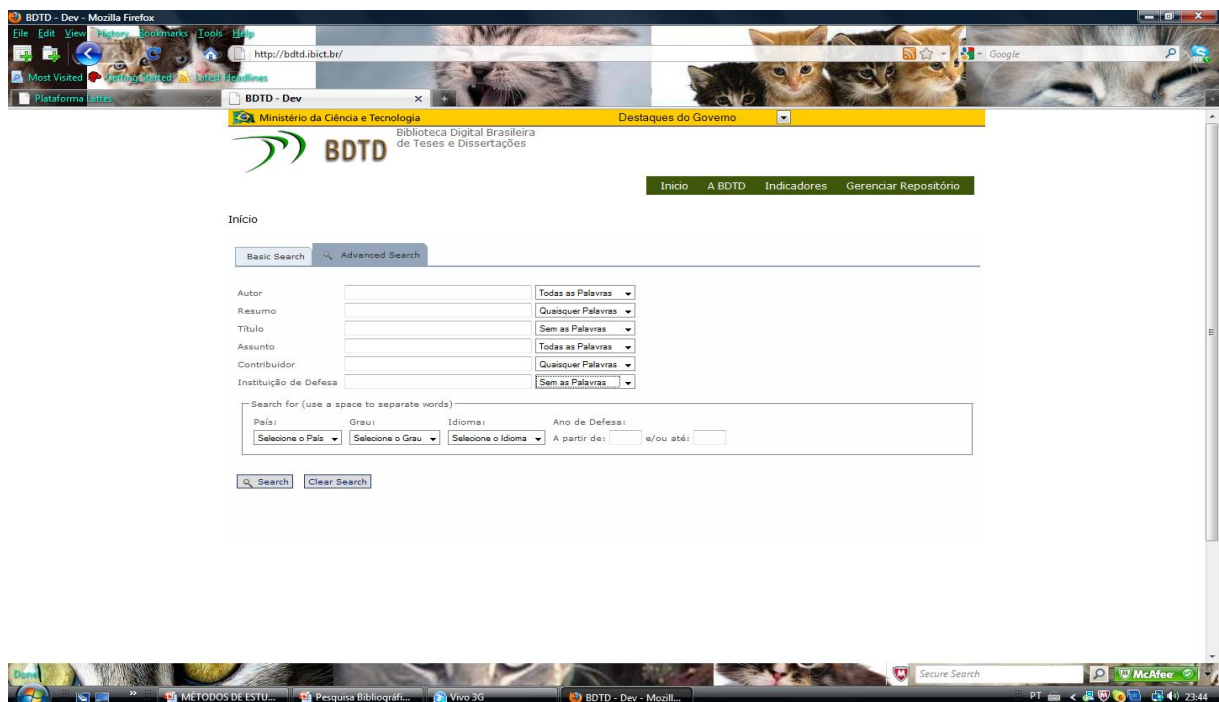 BDTD - Dev - Mozilla Firefox
File Edit View History Bookmarks Tools Help
http://bdtd.ibict.br/
Google
Most Visited Getting Started Latest Headlines
Plataforma Lattes
BDTD - Dev
Ministério da Ciência e Tecnologia
Destaques do Governo
BDTD
Biblioteca Digital Brasileira
de Teses e Dissertações
Inicio A BDTD Indicadores Gerenciar Repositório
Início
Basic Search Advanced Search
Autor Todas as Palavras
Resumo Quaisquer Palavras
Título Sem as Palavras
Assunto Todas as Palavras
Contribuidor Quaisquer Palavras
Instituição de Defesa Sem as Palavras
Search for (use a space to separate words)
País: Grau: Idioma: Ano de Defesa:
Selecione o País Selecione o Grau Selecione o Idioma A partir de: e/ou até:
Search Clear Search
Done
Secure Search
McAfee
MÉTODOS DE ESTU... Pesquisa Bibliográfi... Vivo 3G BDTD - Dev - Mozill...
PT 23:44